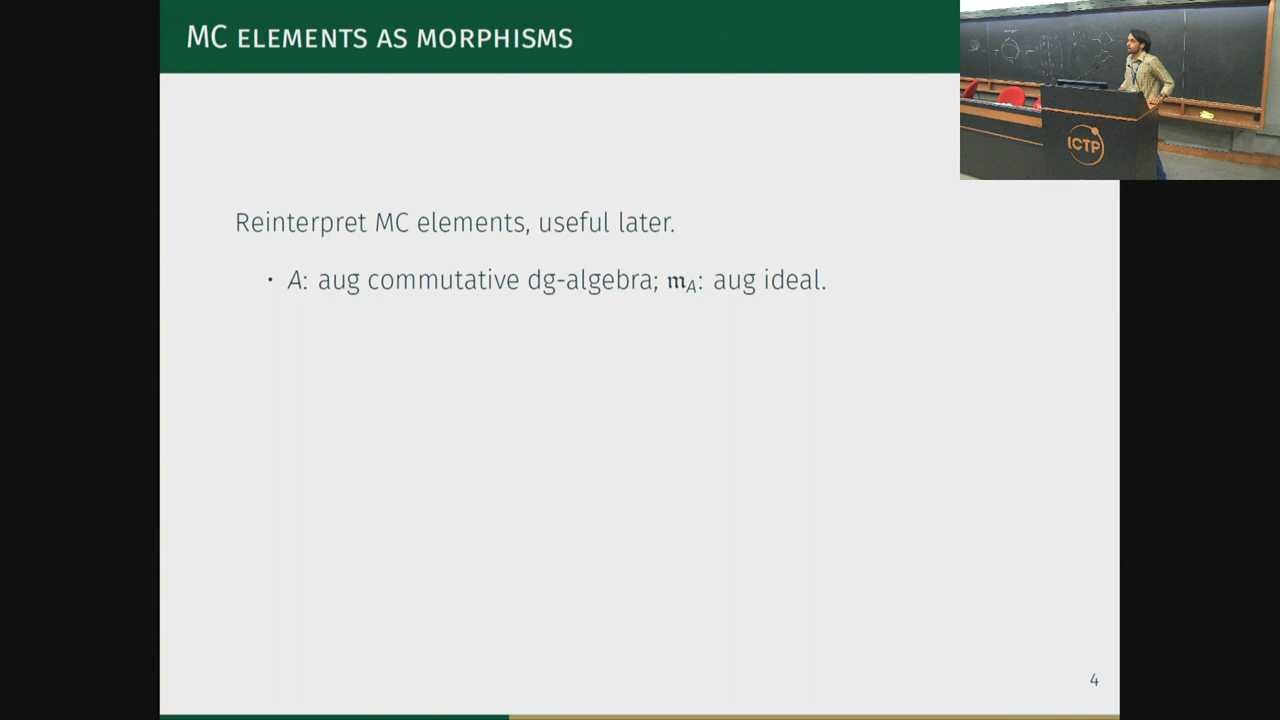 MC ELEMENTS AS MORPHISMS
ICTP
Reinterpret MC elements, useful later.
· A: aug commutative dg-algebra; 𝔪_A: aug ideal.
4